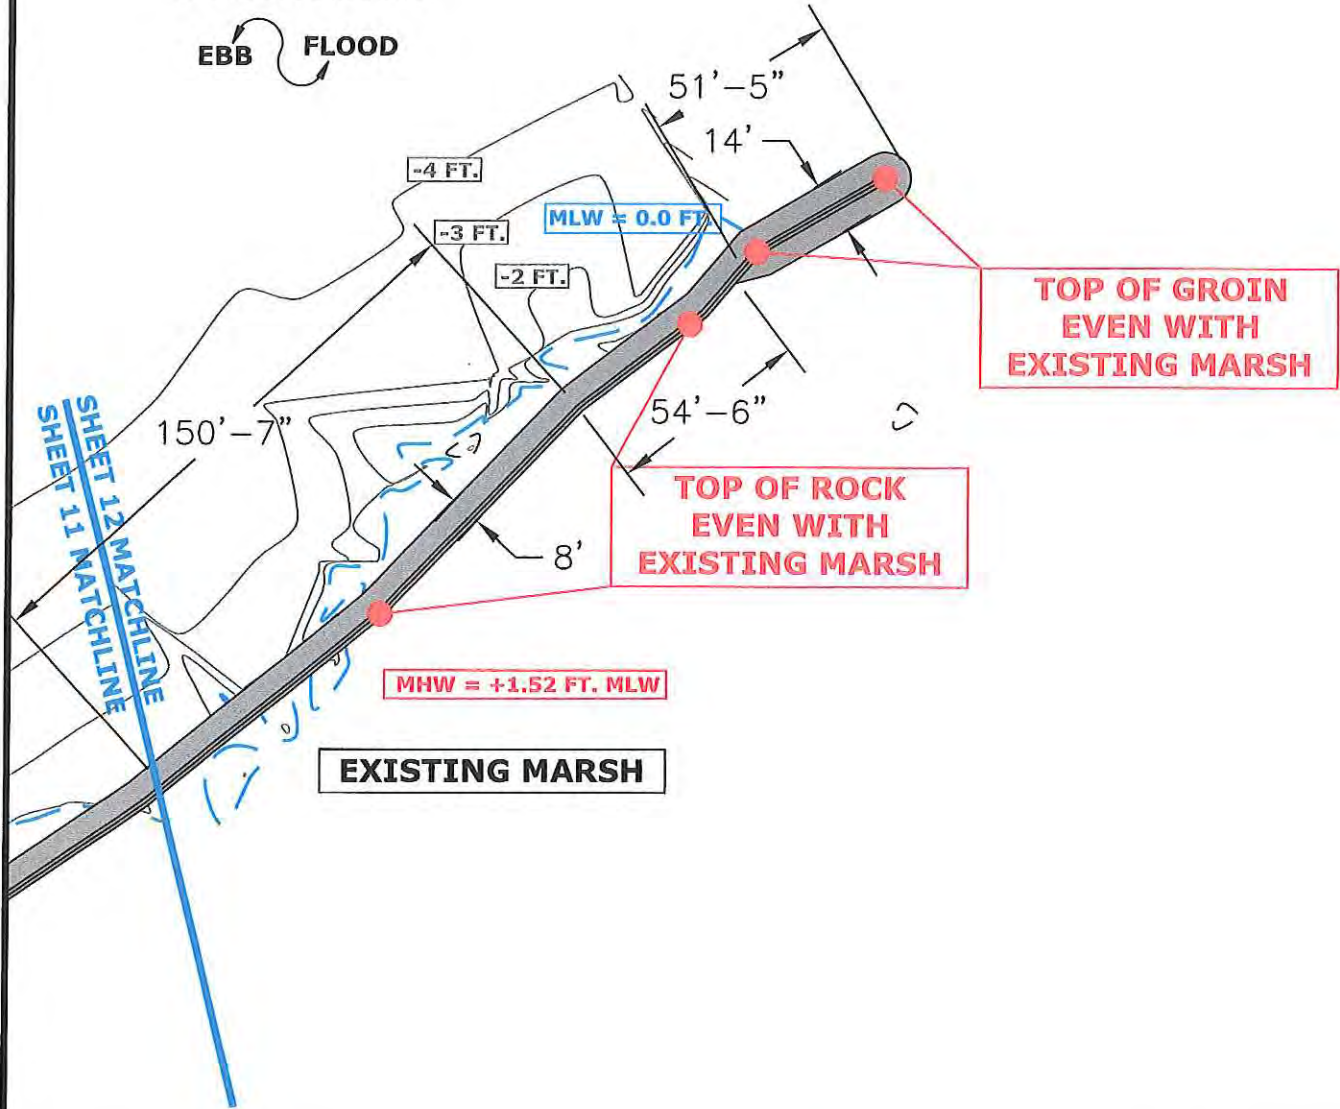 EBB FLOOD
51'-5"
14'
-4 FT.
MLW = 0.0 FT.
-3 FT.
-2 FT.
TOP OF GROIN
EVEN WITH
EXISTING MARSH
150'-7"
54'-6"
SHEET 12 MATCHLINE
SHEET 11 MATCHLINE
TOP OF ROCK
EVEN WITH
EXISTING MARSH
8'
MHW = +1.52 FT. MLW
EXISTING MARSH